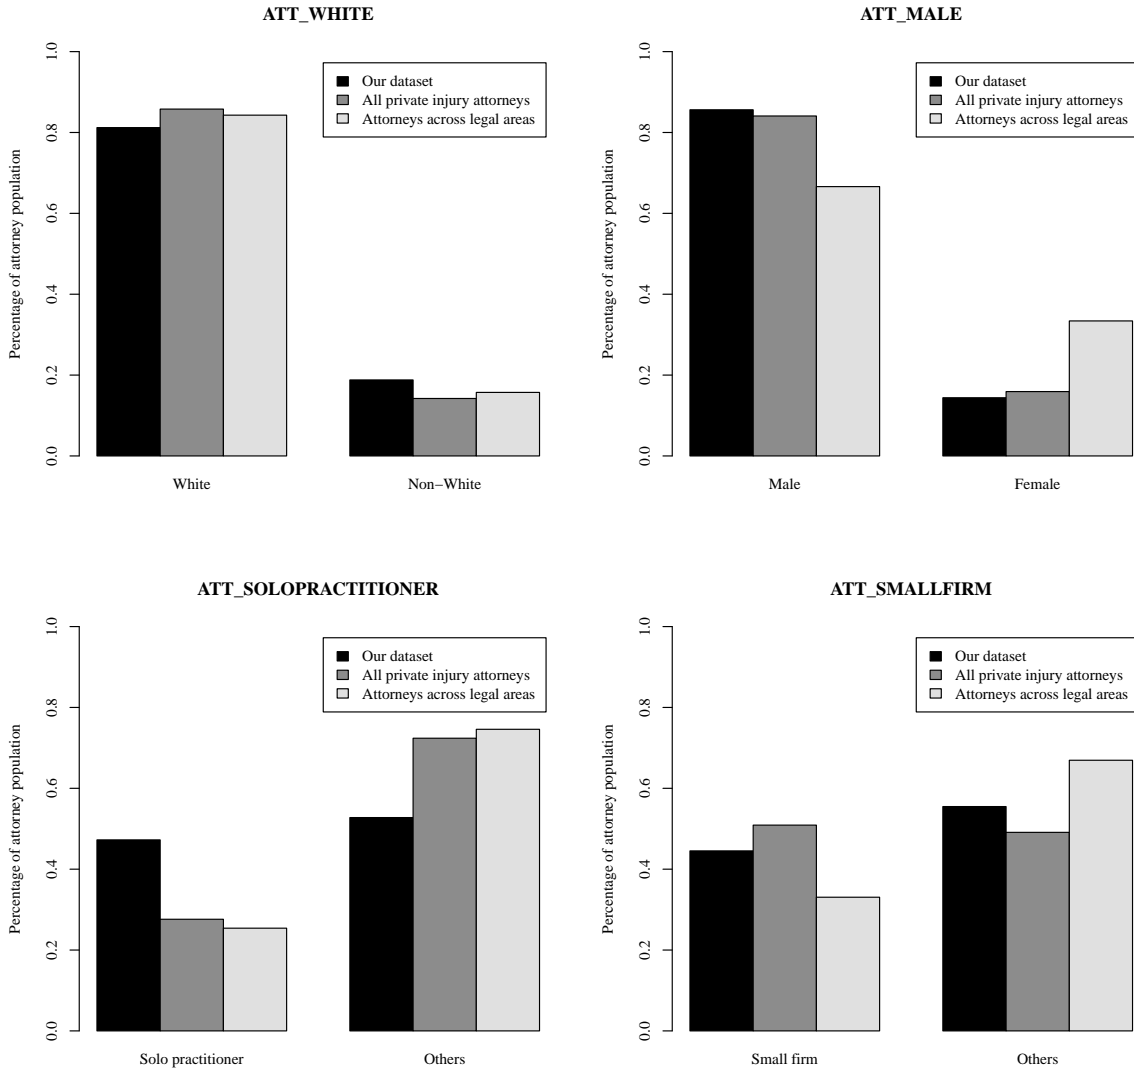 ATT_WHITE
Percentage of attorney population
1.0
0.8
0.6
0.4
0.2
0.0
Our dataset
All private injury attorneys
Attorneys across legal areas
White
Non−White
ATT_MALE
Percentage of attorney population
1.0
0.8
0.6
0.4
0.2
0.0
Our dataset
All private injury attorneys
Attorneys across legal areas
Male
Female
ATT_SOLOPRACTITIONER
Percentage of attorney population
1.0
0.8
0.6
0.4
0.2
0.0
Our dataset
All private injury attorneys
Attorneys across legal areas
Solo practitioner
Others
ATT_SMALLFIRM
Percentage of attorney population
1.0
0.8
0.6
0.4
0.2
0.0
Our dataset
All private injury attorneys
Attorneys across legal areas
Small firm
Others